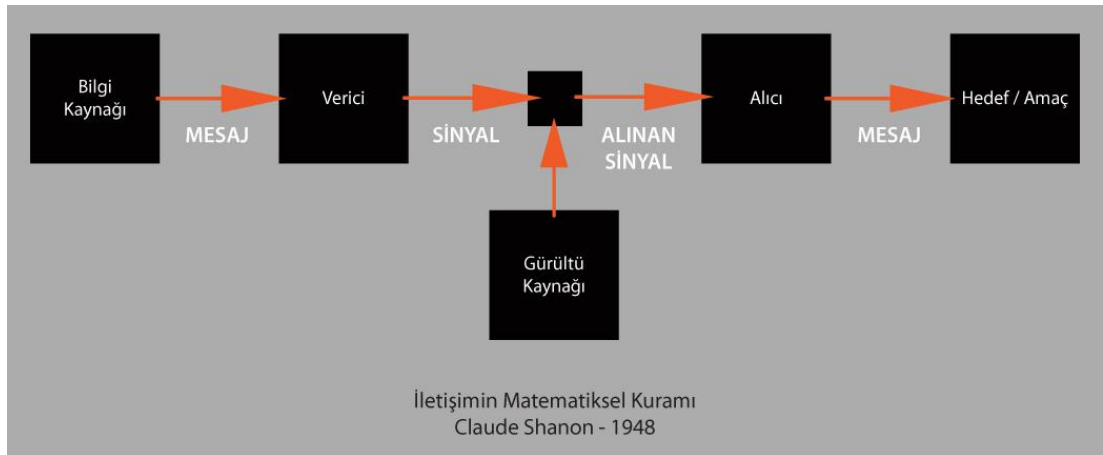 Bilgi
Kaynağı
MESAJ
Verici
SİNYAL
ALINAN
SİNYAL
Alıcı
MESAJ
Hedef / Amaç
Gürültü
Kaynağı
İletişimin Matematiksel Kuramı
Claude Shanon - 1948